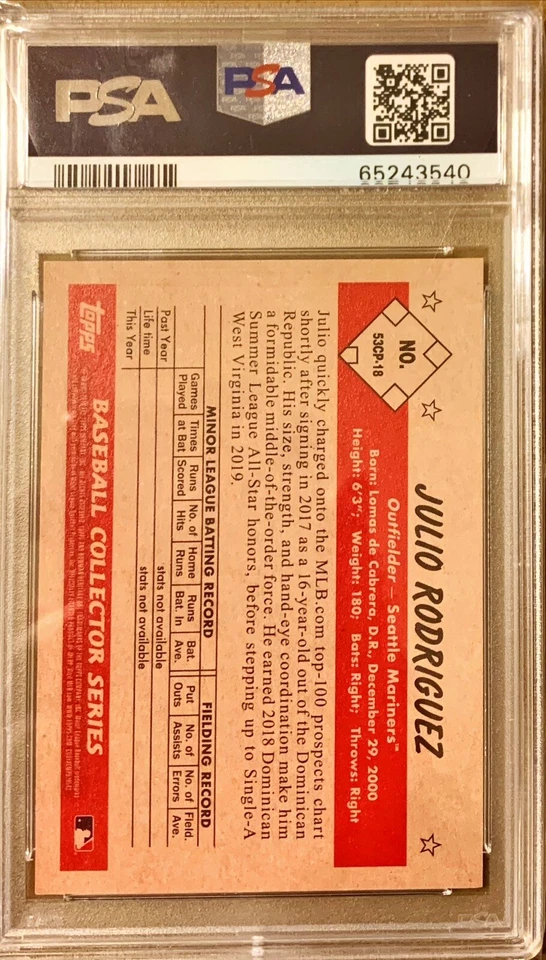 PSA
PSA
65243540
NO.
53CP-18
JULIO RODRIGUEZ
Outfielder — Seattle Mariners™
Born: Lomas de Cabrera, D.R., December 29, 2000
Height: 6'3"; Weight: 180; Bats: Right; Throws: Right
Julio quickly charged onto the MLB.com top-100 prospects chart
shortly after signing in 2017 as a 16-year-old out of the Dominican
Republic. His size, strength, and hand-eye coordination make him
a formidable middle-of-the-order force. He earned 2018 Dominican
Summer League All-Star honors, before stepping up to Single-A
West Virginia in 2019.
MINOR LEAGUE BATTING RECORD FIELDING RECORD
Games Times Runs No. of Home Runs Bat. Put No. of No. of Field.
Played at Bat Scored Hits Runs Bat. In Ave. Outs Assists Errors Ave.
Past Year stats not available
Life time stats not available
This Year
topps BASEBALL COLLECTOR SERIES
PSA